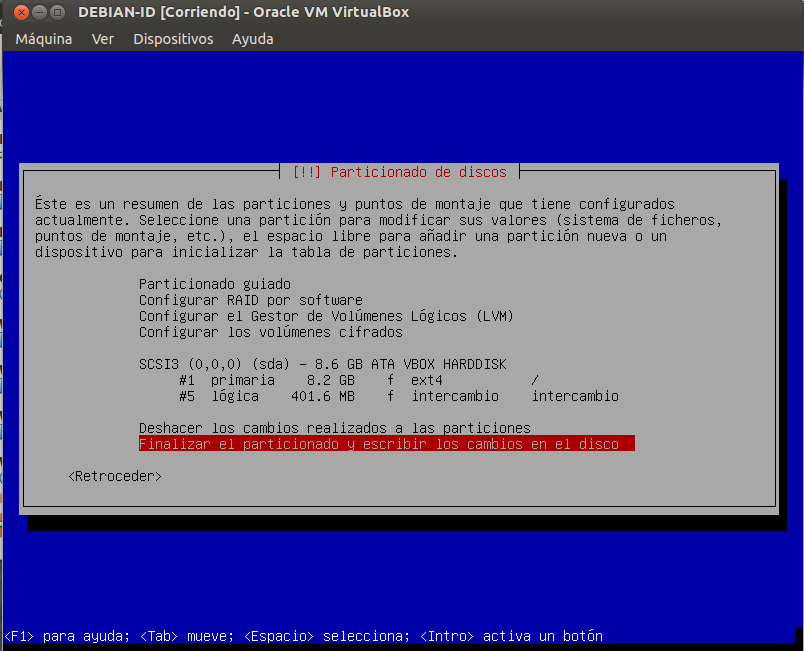 DEBIAN-ID [Corriendo] - Oracle VM VirtualBox
Máquina Ver Dispositivos Ayuda
[!!] Particionado de discos
Éste es un resumen de las particiones y puntos de montaje que tiene configurados
actualmente. Seleccione una partición para modificar sus valores (sistema de ficheros,
puntos de montaje, etc.), el espacio libre para añadir una partición nueva o un
dispositivo para inicializar la tabla de particiones.
Particionado guiado
Configurar RAID por software
Configurar el Gestor de Volúmenes Lógicos (LVM)
Configurar los volúmenes cifrados
SCSI3 (0,0,0) (sda) - 8.6 GB ATA VBOX HARDDISK
#1 primaria 8.2 GB f ext4 /
#5 lógica 401.6 MB f intercambio intercambio
Deshacer los cambios realizados a las particiones
Finalizar el particionado y escribir los cambios en el disco
<Retroceder>
<F1> para ayuda; <Tab> mueve; <Espacio> selecciona; <Intro> activa un botón